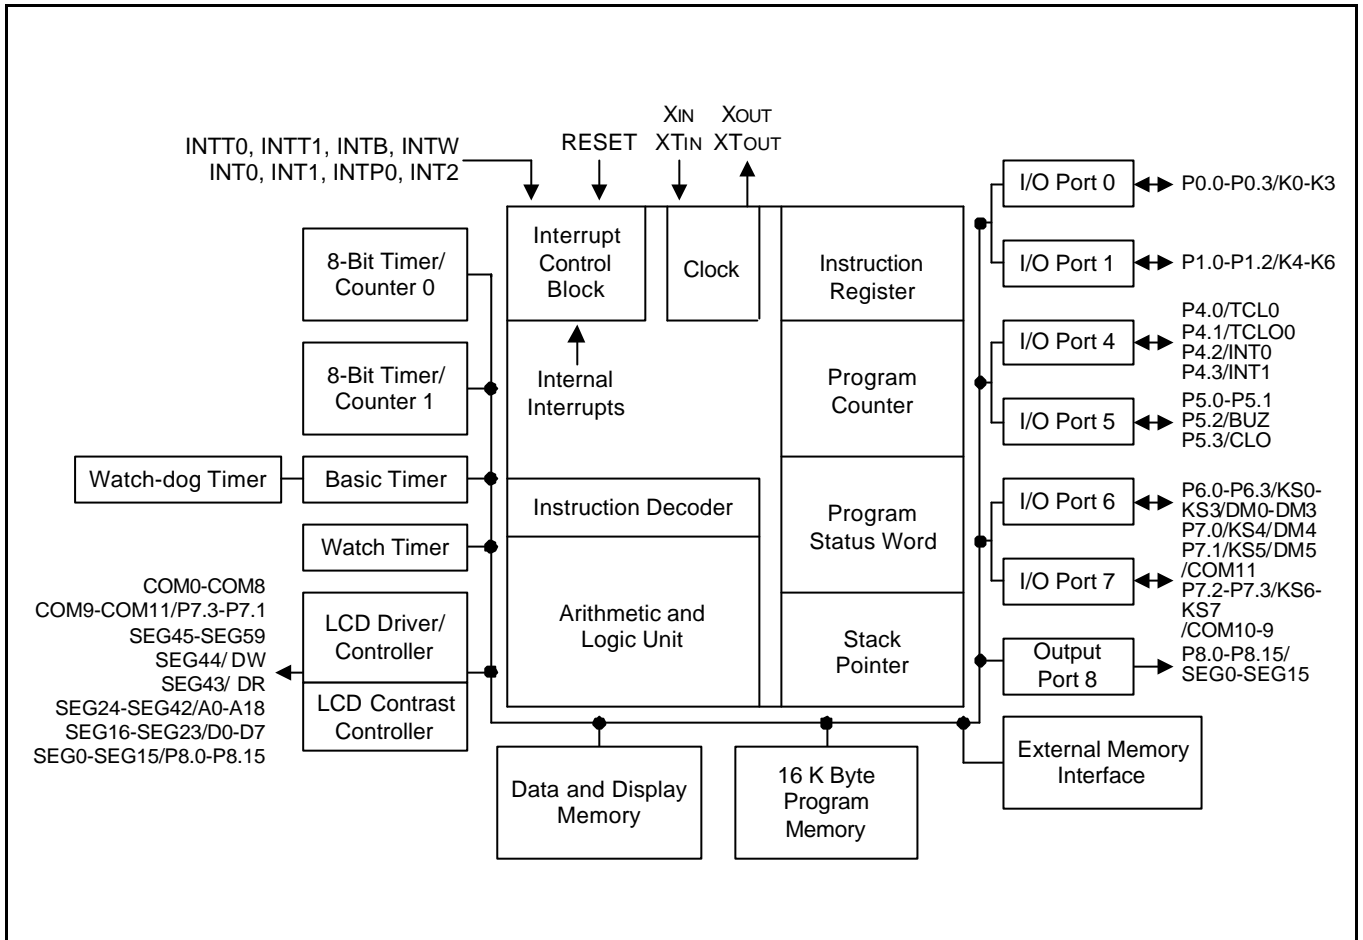 XIN XOUT
INTT0, INTT1, INTB, INTW
INT0, INT1, INTP0, INT2
RESET
XTIN XTOUT
8-Bit Timer/
Counter 0
Interrupt
Control
Block
Clock
Instruction
Register
I/O Port 0
P0.0-P0.3/K0-K3
I/O Port 1
P1.0-P1.2/K4-K6
8-Bit Timer/
Counter 1
Internal
Interrupts
Program
Counter
I/O Port 4
P4.0/TCL0
P4.1/TCLO0
P4.2/INT0
P4.3/INT1
I/O Port 5
P5.0-P5.1
P5.2/BUZ
P5.3/CLO
Watch-dog Timer
Basic Timer
Instruction Decoder
Program
Status Word
I/O Port 6
I/O Port 7
P6.0-P6.3/KS0-
KS3/DM0-DM3
P7.0/KS4/DM4
P7.1/KS5/DM5
/COM11
P7.2-P7.3/KS6-
KS7
/COM10-9
Watch Timer
COM0-COM8
COM9-COM11/P7.3-P7.1
SEG45-SEG59
SEG44/ DW
SEG43/ DR
SEG24-SEG42/A0-A18
SEG16-SEG23/D0-D7
SEG0-SEG15/P8.0-P8.15
LCD Driver/
Controller
LCD Contrast
Controller
Arithmetic and
Logic Unit
Stack
Pointer
Output
Port 8
P8.0-P8.15/
SEG0-SEG15
Data and Display
Memory
16 K Byte
Program
Memory
External Memory
Interface